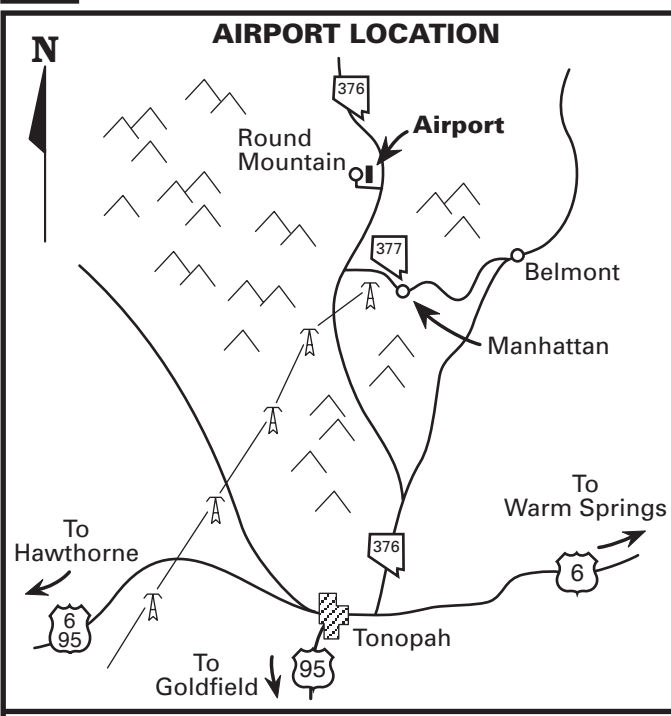 AIRPORT LOCATION
N
376
Airport
Round
Mountain
377
Belmont
Manhattan
To
Warm Springs
To
Hawthorne
376
6
6
95
Tonopah
To
Goldfield
95